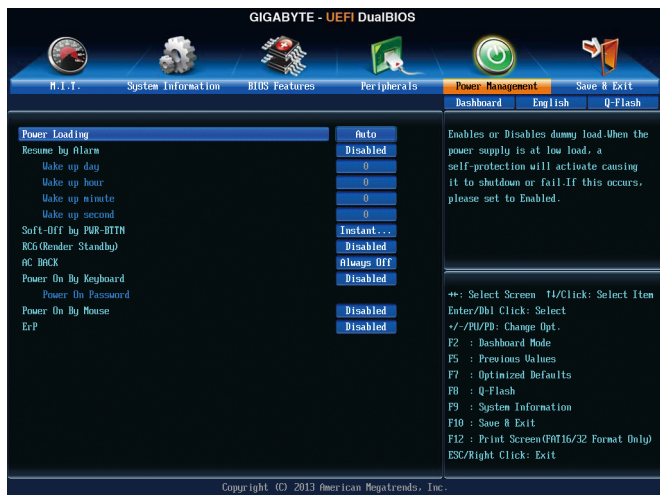 GIGABYTE - UEFI DualBIOS
M.I.T.
System Information
BIOS Features
Peripherals
Power Management
Save & Exit
Dashboard
English
Q-Flash
Power Loading Auto
Resume by Alarm Disabled
Wake up day 0
Wake up hour 0
Wake up minute 0
Wake up second 0
Soft-Off by PWR-BTTN Instant...
RC6(Render Standby) Disabled
AC BACK Always Off
Power On By Keyboard Disabled
Power On Password
Power On By Mouse Disabled
ErP Disabled
Enables or Disables dummy load.When the
power supply is at low load, a
self-protection will activate causing
it to shutdown or fail.If this occurs,
please set to Enabled.
↔: Select Screen ↑↓/Click: Select Item
Enter/Dbl Click: Select
+/-/PU/PD: Change Opt.
F2 : Dashboard Mode
F5 : Previous Values
F7 : Optimized Defaults
F8 : Q-Flash
F9 : System Information
F10 : Save & Exit
F12 : Print Screen(FAT16/32 Format Only)
ESC/Right Click: Exit
Copyright (C) 2013 American Megatrends, Inc.